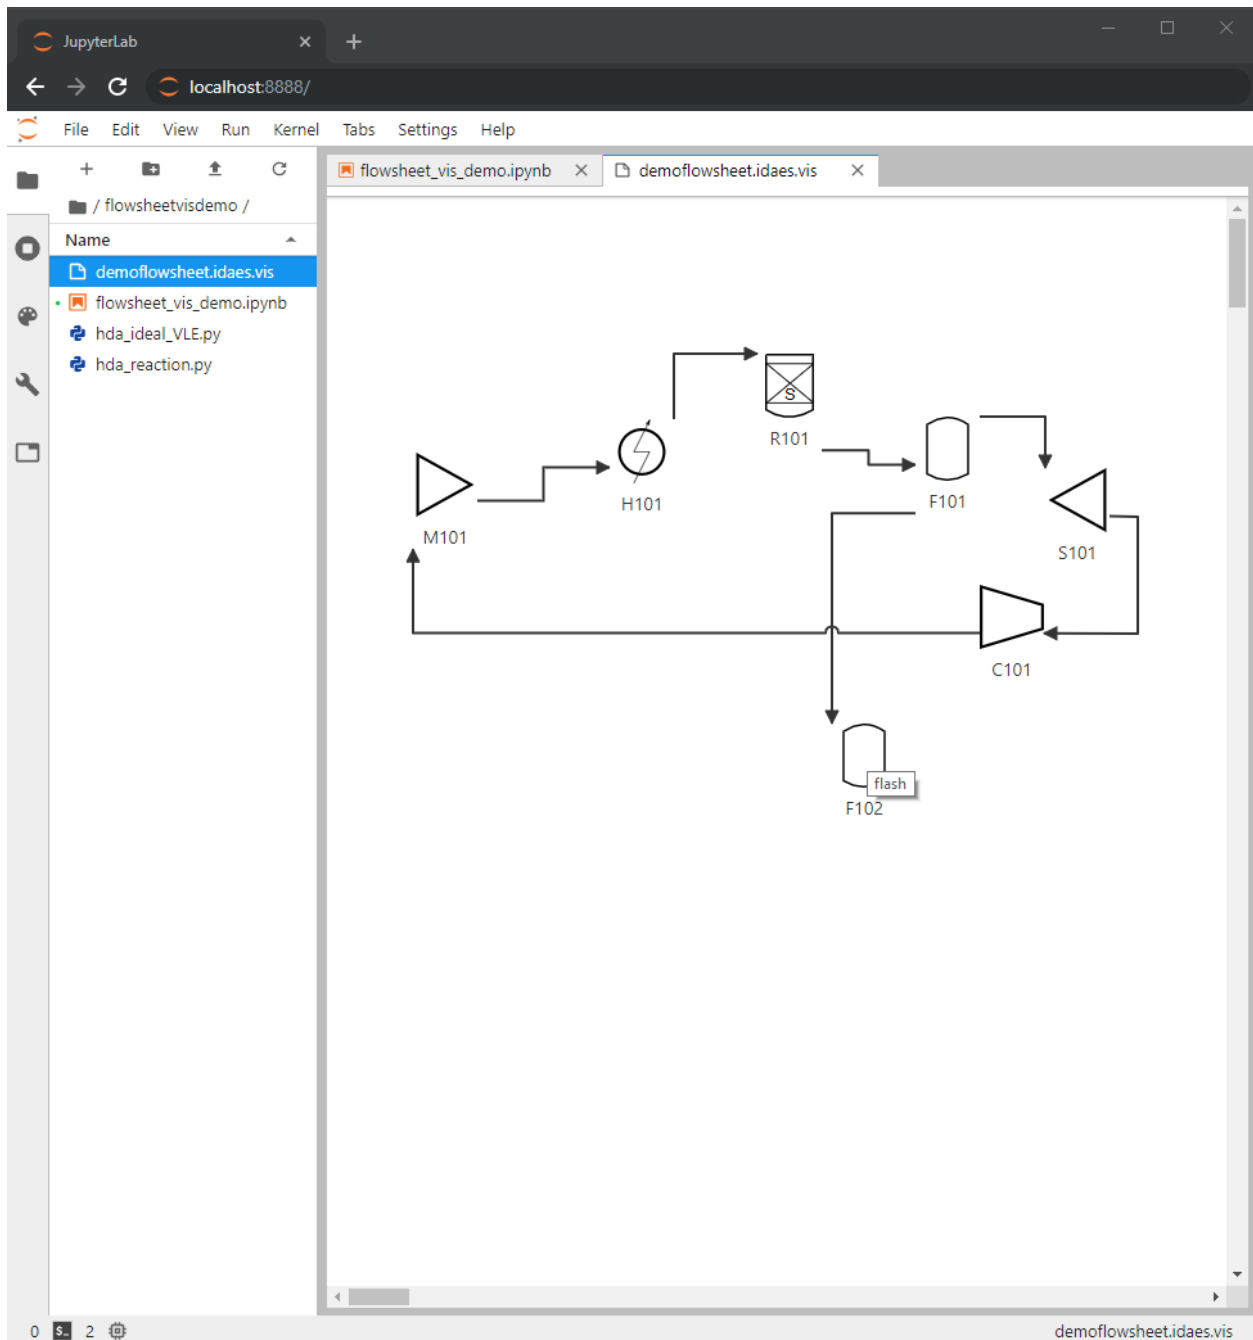 JupyterLab
localhost:8888/
File Edit View Run Kernel Tabs Settings Help
flowsheet_vis_demo.ipynb demoflowsheet.idaes.vis
/ flowsheetvisdemo /
Name
demoflowsheet.idaes.vis
flowsheet_vis_demo.ipynb
hda_ideal_VLE.py
hda_reaction.py
S
R101
H101
F101
M101
S101
C101
flash
F102
0 2 demoflowsheet.idaes.vis